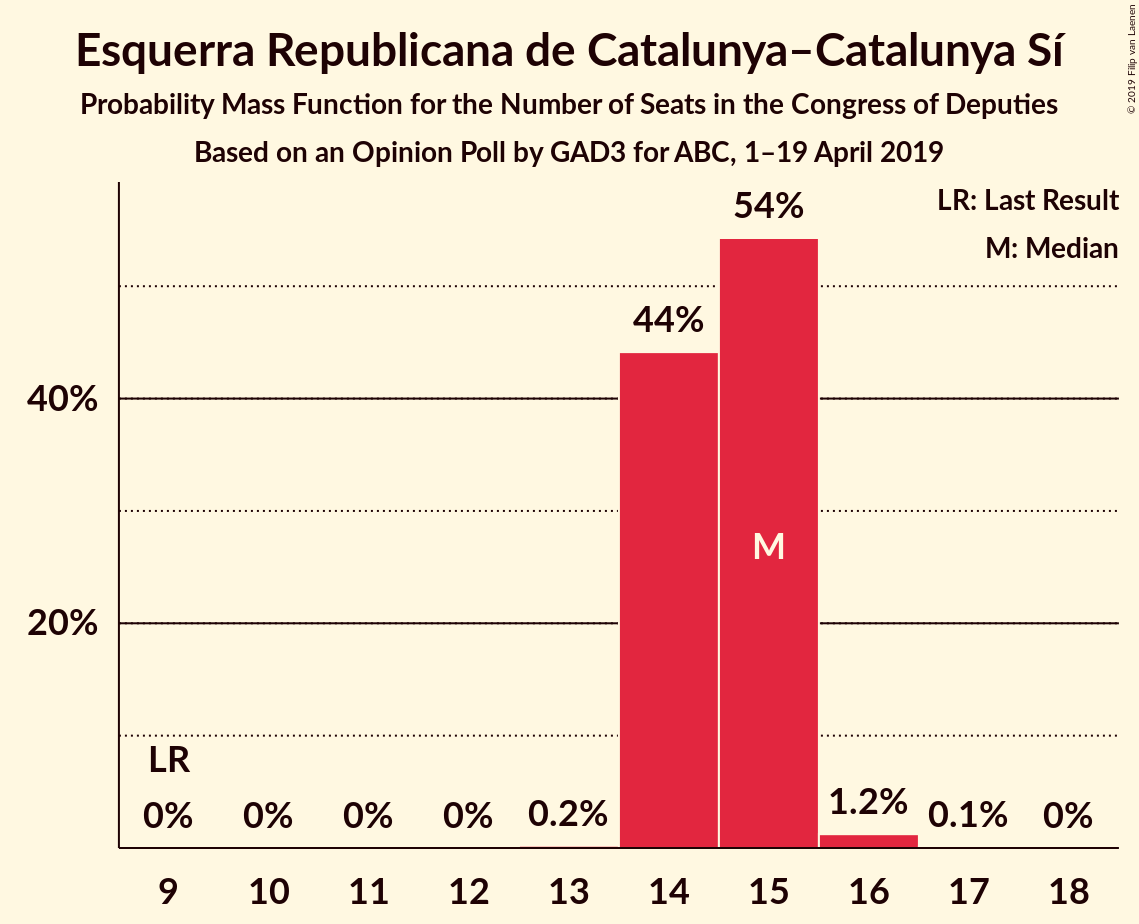 Esquerra Republicana de Catalunya–Catalunya Sí
Probability Mass Function for the Number of Seats in the Congress of Deputies
Based on an Opinion Poll by GAD3 for ABC, 1–19 April 2019
© 2019 Filip van Laenen
LR: Last Result
M: Median
54%
44%
40%
M
20%
LR
0% 0% 0% 0% 0.2% 1.2% 0.1% 0%
9 10 11 12 13 14 15 16 17 18